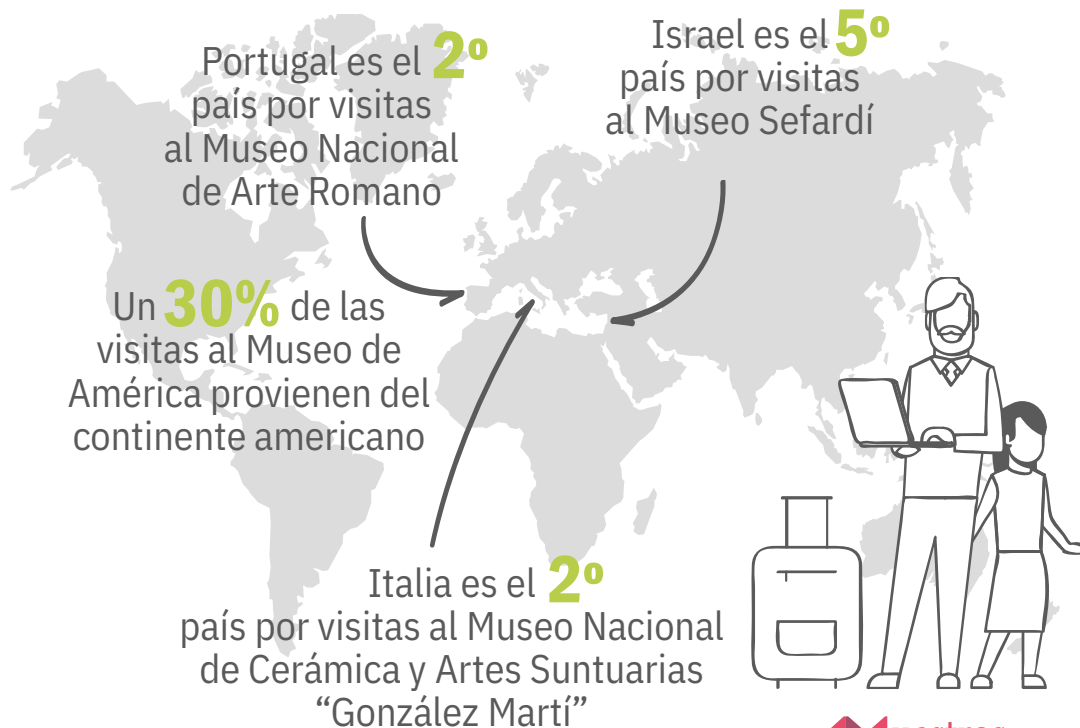 Portugal es el 2º
país por visitas
al Museo Nacional
de Arte Romano
Israel es el 5º
país por visitas
al Museo Sefardí
Un 30% de las
visitas al Museo de
América provienen del
continente americano
Italia es el 2º
país por visitas al Museo Nacional
de Cerámica y Artes Suntuarias
“González Martí”